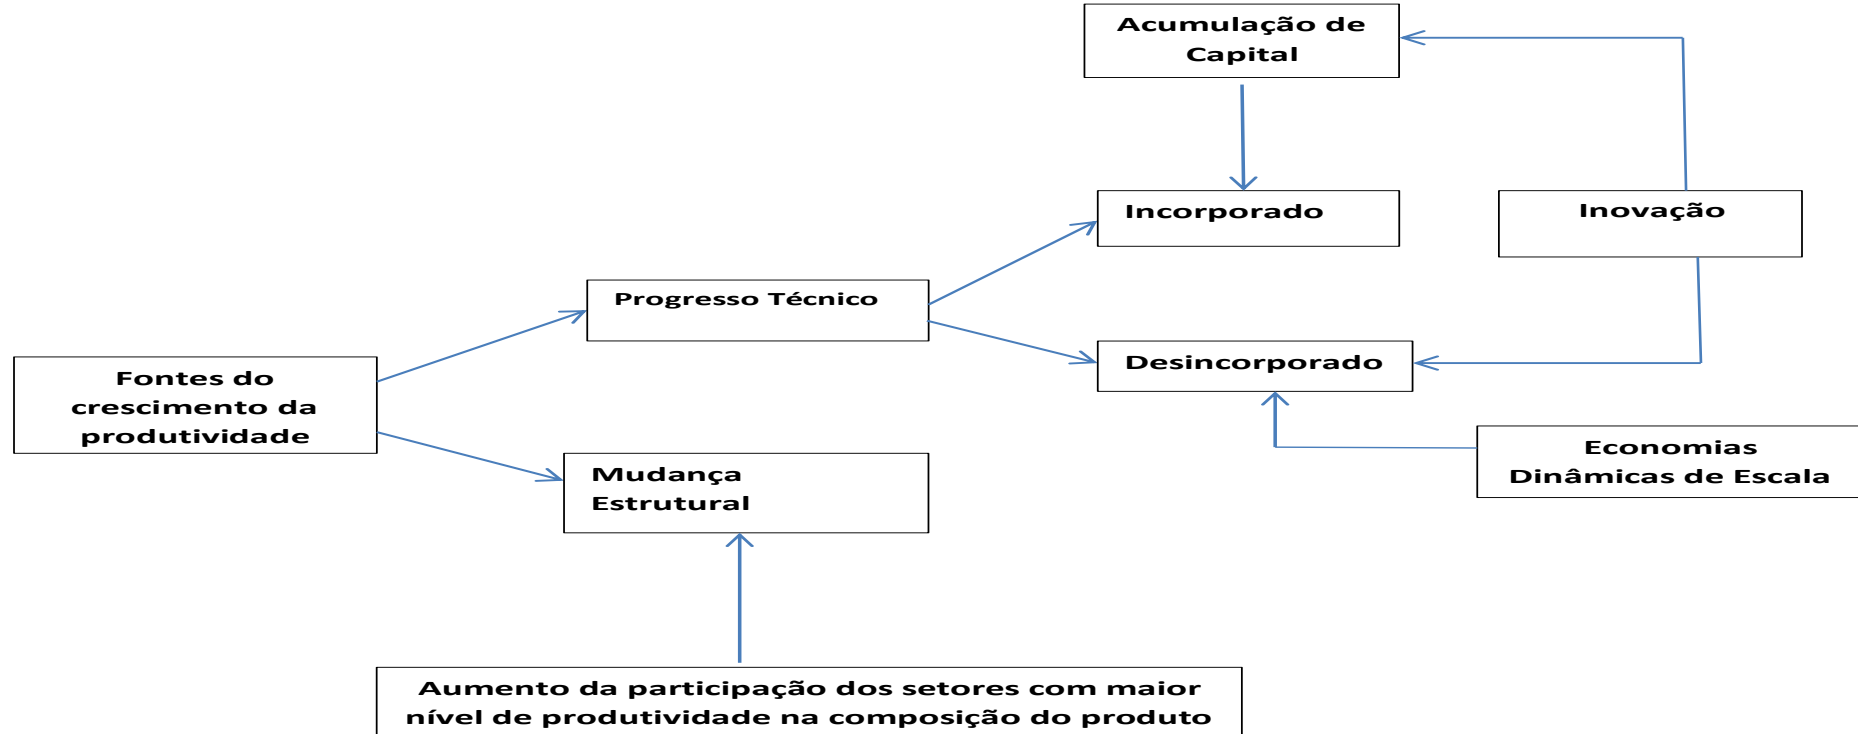 Acumulação de
Capital
Incorporado
Inovação
Progresso Técnico
Desincorporado
Fontes do
crescimento da
produtividade
Economias
Dinâmicas de Escala
Mudança
Estrutural
Aumento da participação dos setores com maior
nível de produtividade na composição do produto